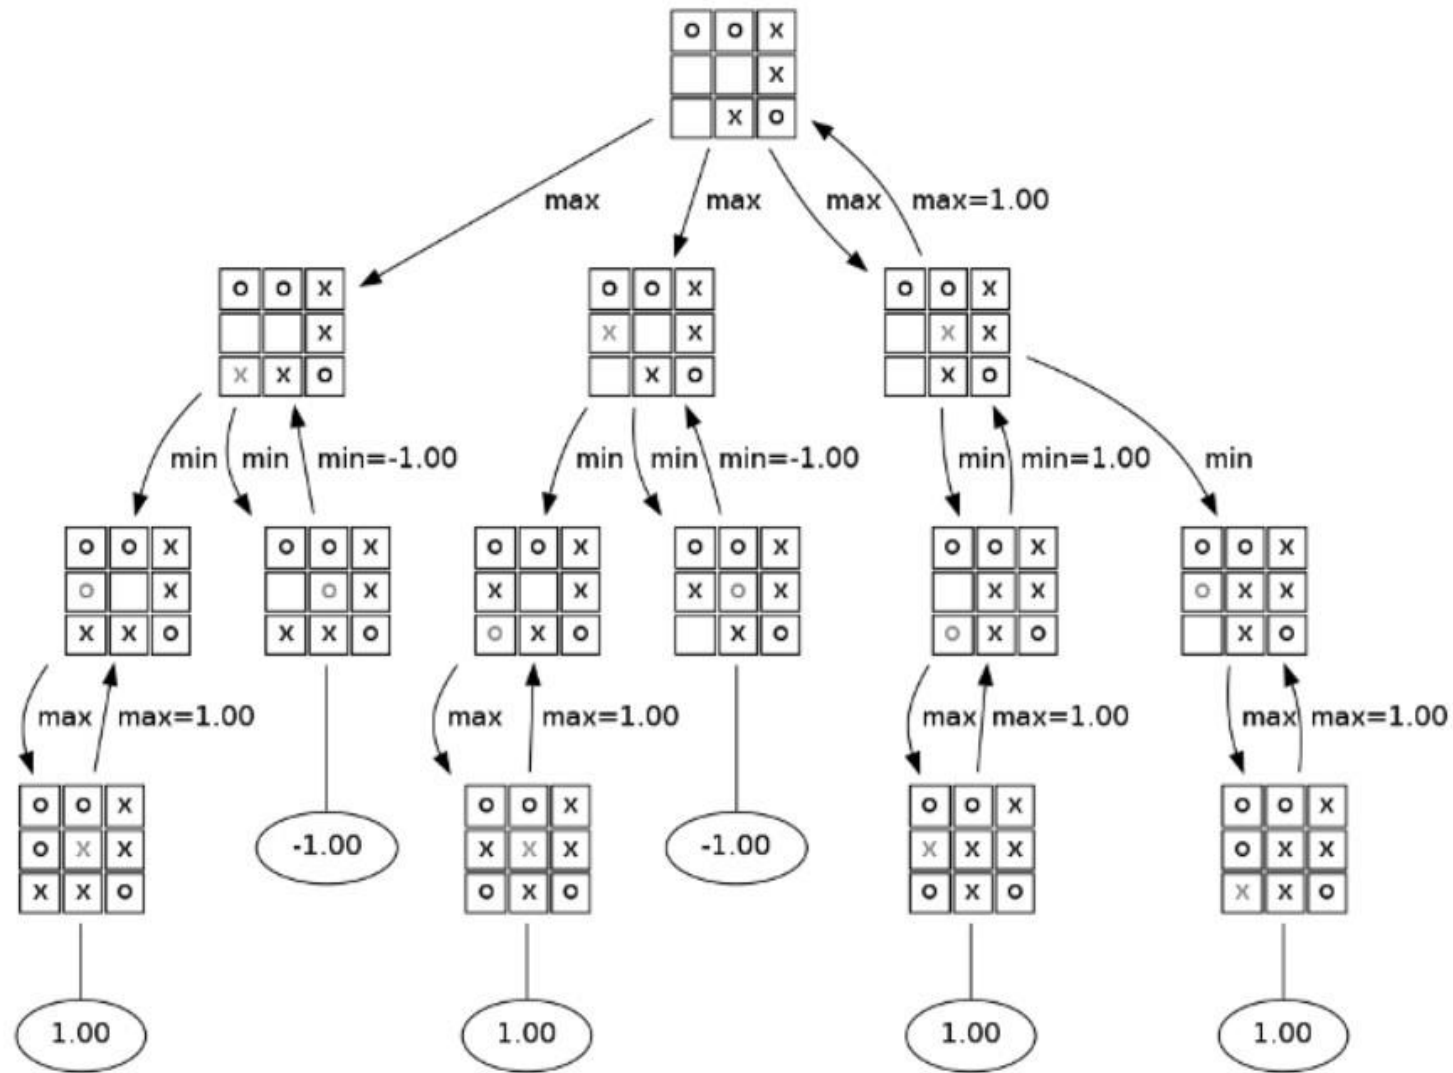 O O X
X
X O
max max max max=1.00
O O X O O X O O X
X X X X X
X X O X O X O
min min min=-1.00 min min min=-1.00 min min=1.00 min
O O X O O X O O X O O X O O X O O X
O X O X X X X O X X X O X X
X X O X X O O X O X O O X O X O
max max=1.00 max max=1.00 max max=1.00 max max=1.00
O O X O O X O O X O O X
O X X X X X X X X O X X
X X O O X O O X O X X O
-1.00 -1.00
1.00 1.00 1.00 1.00